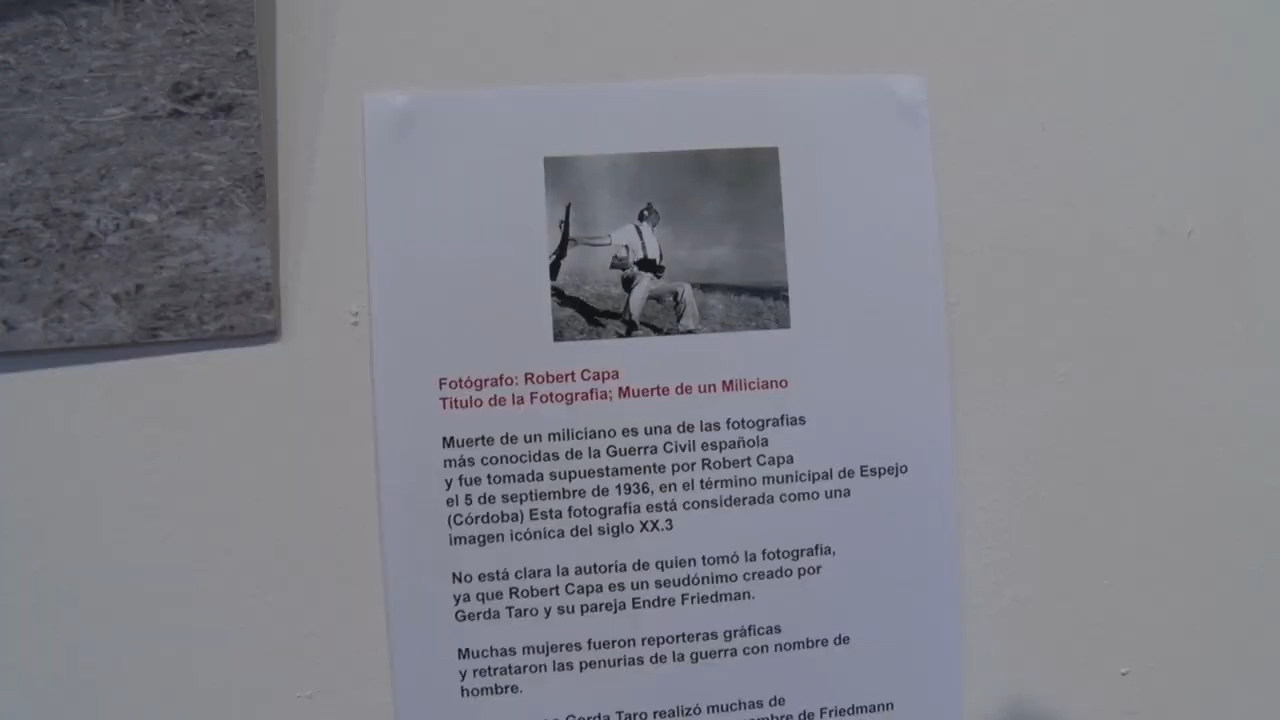 Fotógrafo: Robert Capa
Titulo de la Fotografia; Muerte de un Miliciano
Muerte de un miliciano es una de las fotografías
más conocidas de la Guerra Civil española
y fue tomada supuestamente por Robert Capa
el 5 de septiembre de 1936, en el término municipal de Espejo
(Córdoba) Esta fotografía está considerada como una
imagen icónica del siglo XX.3
No está clara la autoría de quien tomó la fotografía,
ya que Robert Capa es un seudónimo creado por
Gerda Taro y su pareja Endre Friedman.
Muchas mujeres fueron reporteras gráficas
y retrataron las penurias de la guerra con nombre de
hombre.
Gerda Taro realizó muchas de
de Friedmann